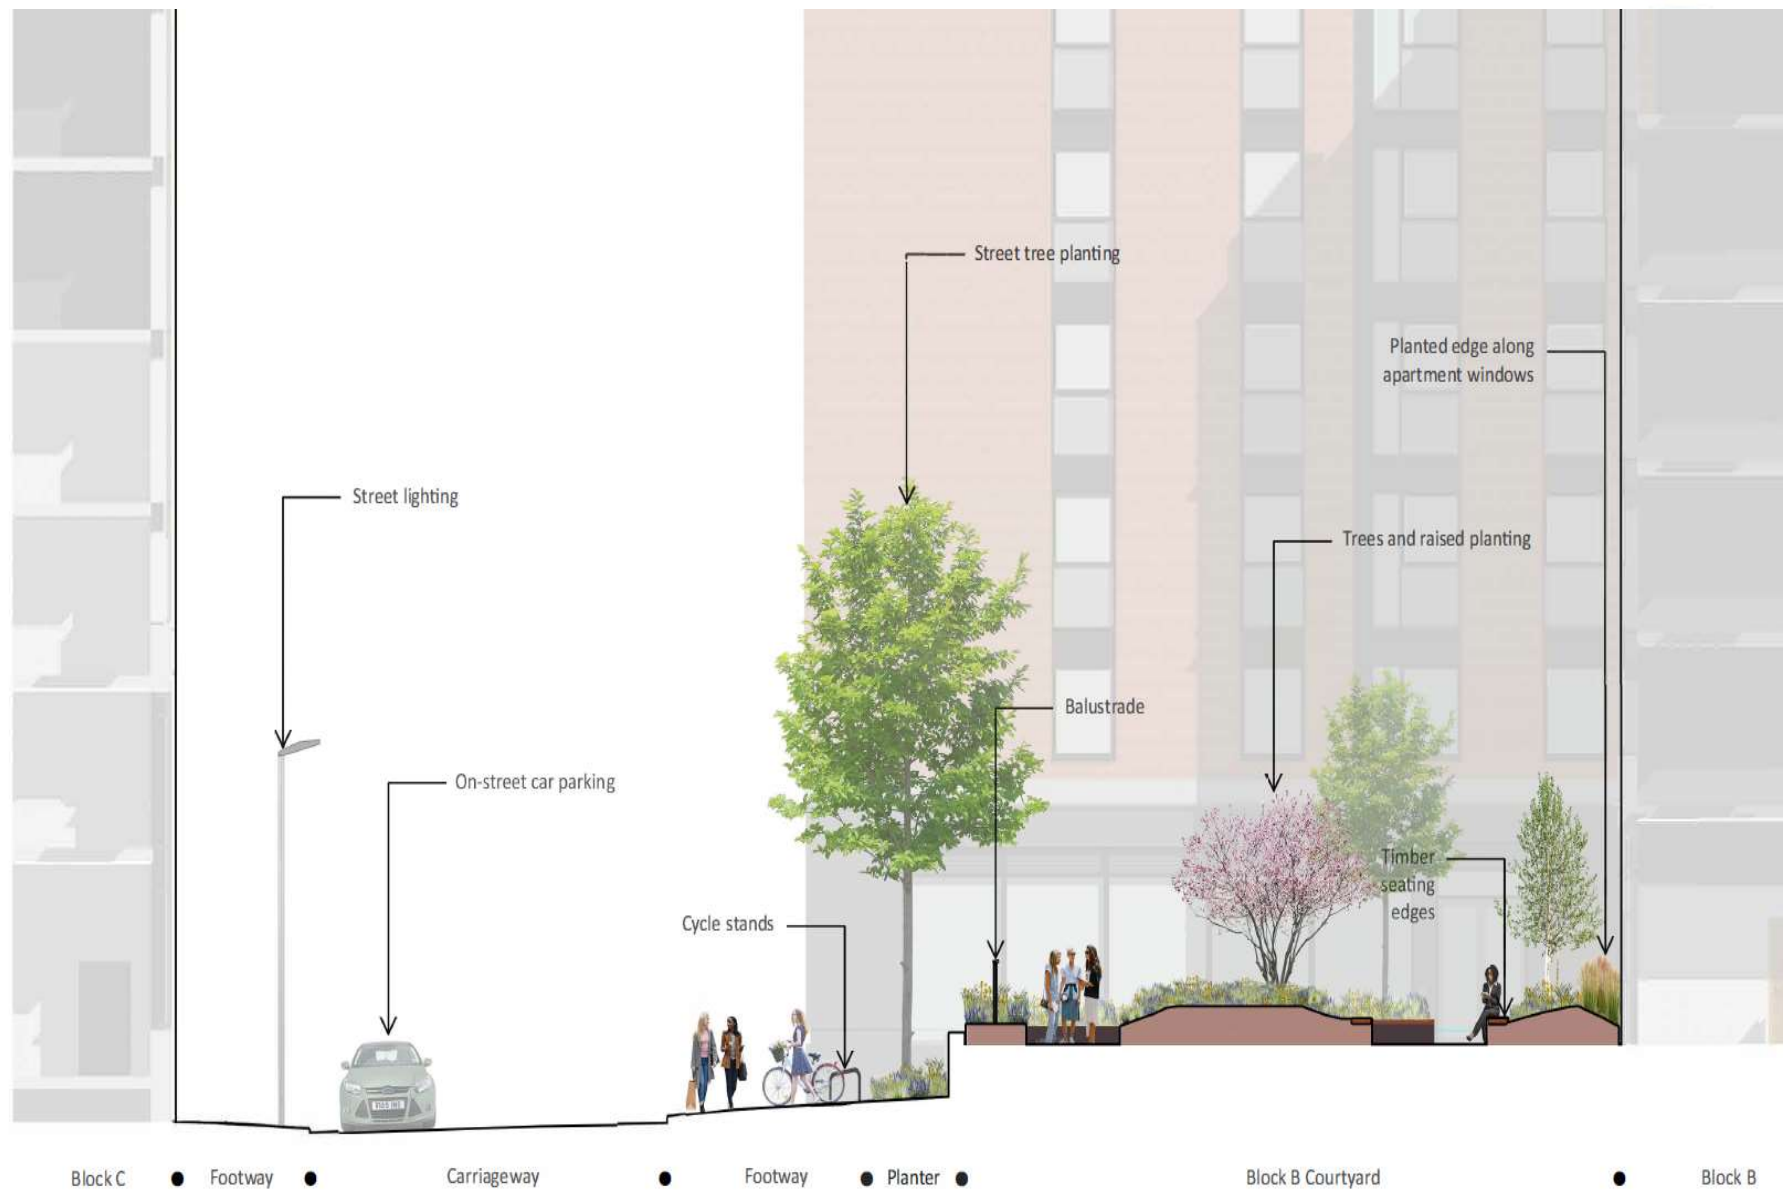 Street tree planting
Planted edge along
apartment windows
Street lighting
Trees and raised planting
Balustrade
On-street car parking
Timber
seating
edges
Cycle stands
Block C
Footway
Carriageway
Footway
Planter
Block B Courtyard
Block B